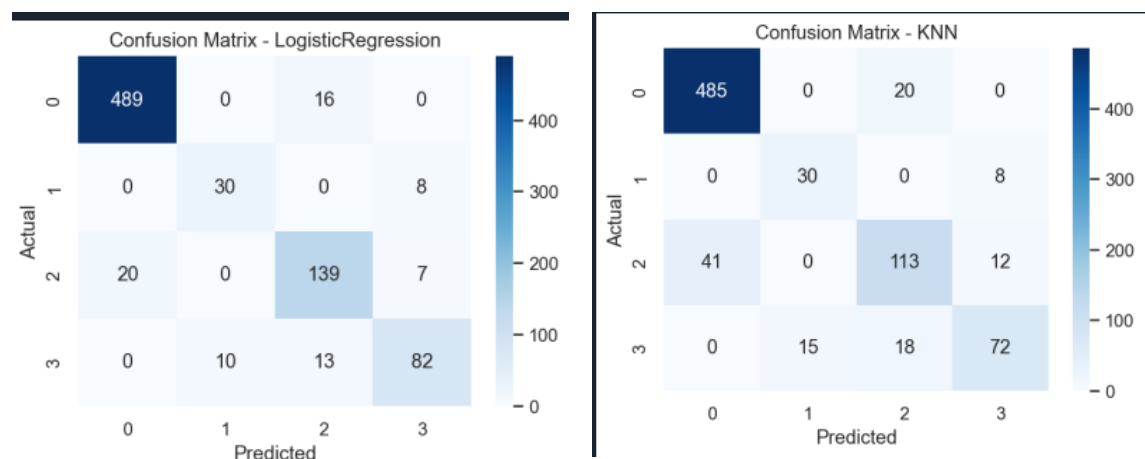 Confusion Matrix - LogisticRegression
0 489 0 16 0
1 0 30 0 8
2 20 0 139 7
3 0 10 13 82
0 1 2 3
Predicted
Actual
400
300
200
100
0
Confusion Matrix - KNN
0 485 0 20 0
1 0 30 0 8
2 41 0 113 12
3 0 15 18 72
0 1 2 3
Predicted
Actual
400
300
200
100
0